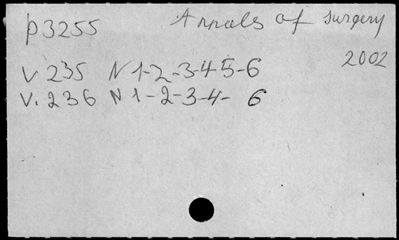 p3255 Annals of surgery
2002
V 235 N 1-2-3-4-5-6
V. 236 N 1-2-3-4- 6